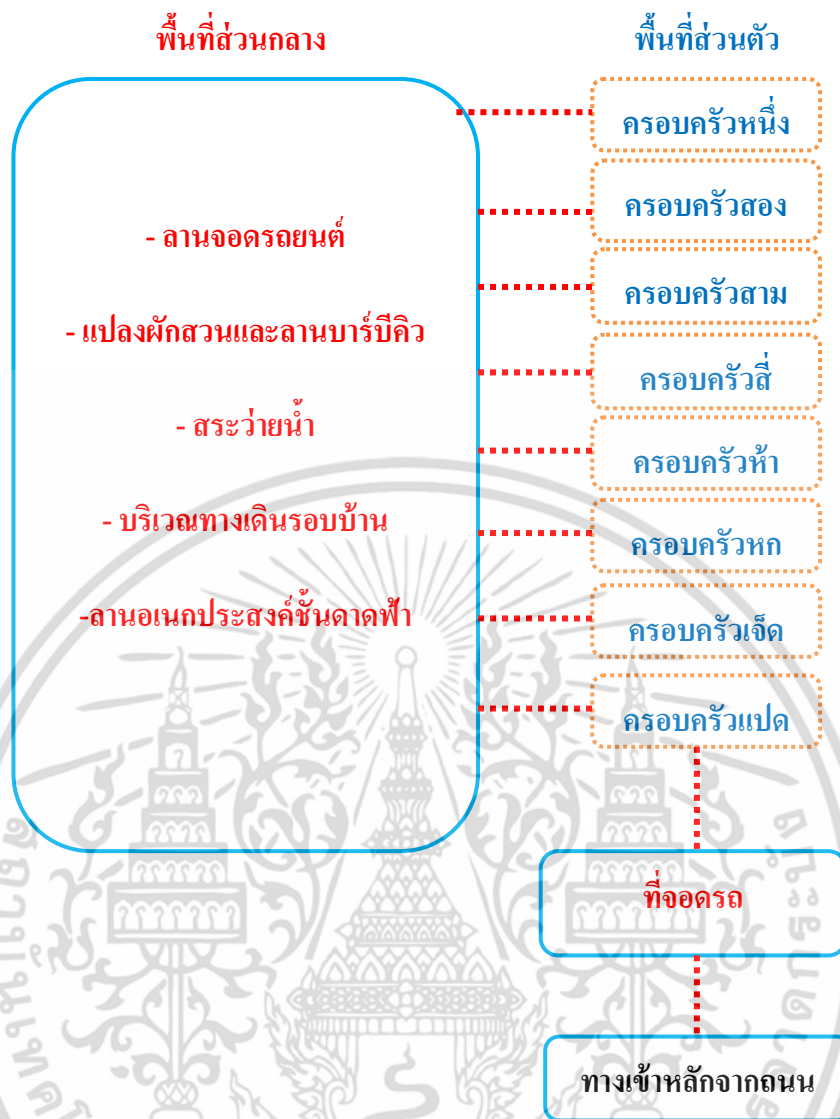 พื้นที่ส่วนกลาง
พื้นที่ส่วนตัว
- ลานจอดรถยนต์
- แปลงผักสวนและลานบาร์บีคิว
- สระว่ายน้ำ
- บริเวณทางเดินรอบบ้าน
-ลานอเนกประสงค์ชั้นดาดฟ้า
ครอบครัวหนึ่ง
ครอบครัวสอง
ครอบครัวสาม
ครอบครัวสี่
ครอบครัวห้า
ครอบครัวหก
ครอบครัวเจ็ด
ครอบครัวแปด
ที่จอดรถ
ทางเข้าหลักจากถนน